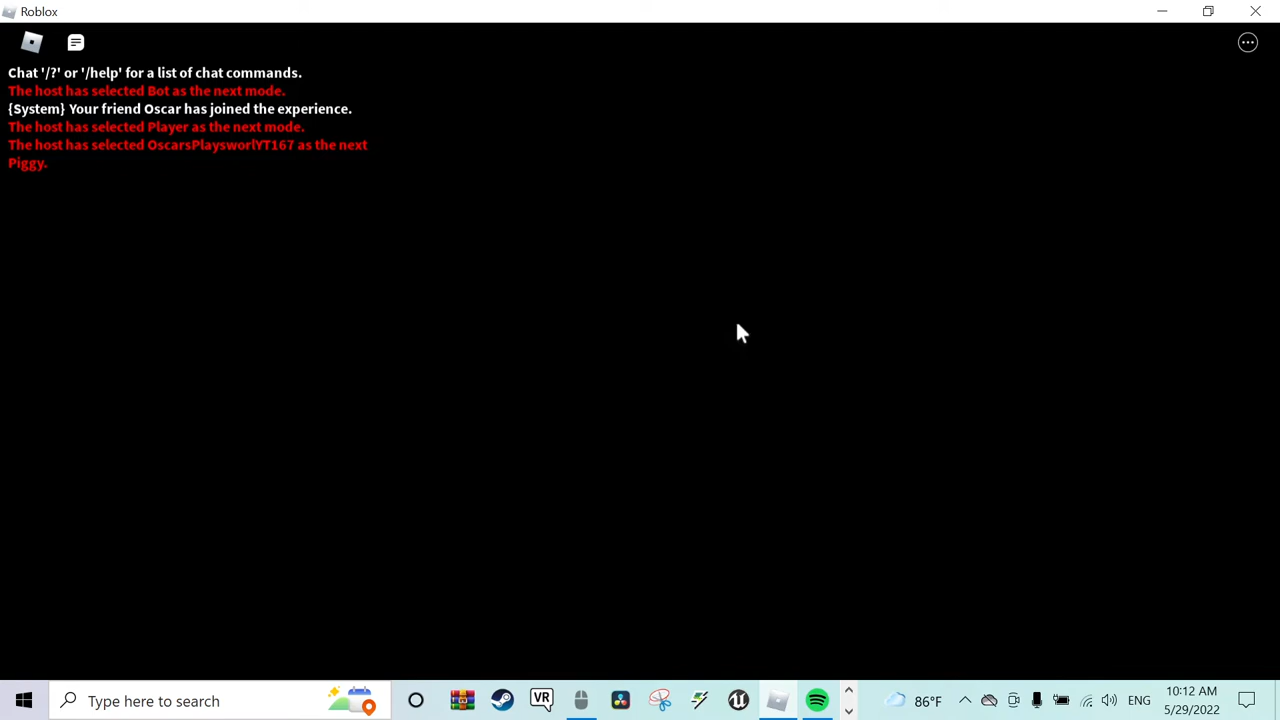 Roblox
Chat '/?' or '/help' for a list of chat commands.
The host has selected Bot as the next mode.
{System} Your friend Oscar has joined the experience.
The host has selected Player as the next mode.
The host has selected OscarsPlaysworlYT167 as the next
Piggy.
Type here to search
VR
86°F
ENG
10:12 AM
5/29/2022